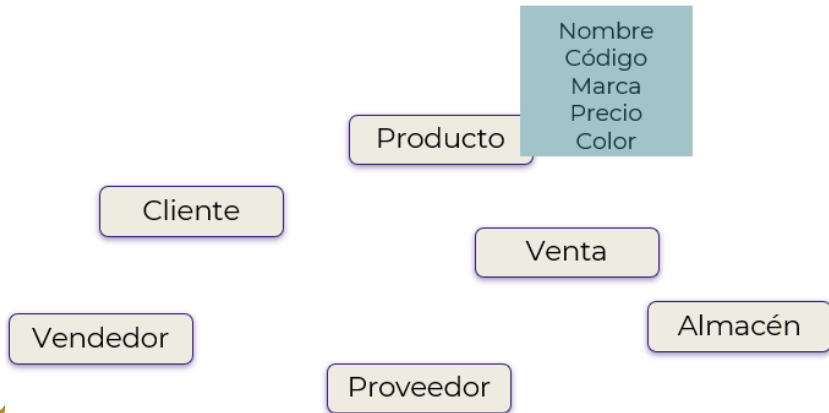 Nombre
Código
Marca
Precio
Color
Producto
Cliente
Venta
Almacén
Vendedor
Proveedor